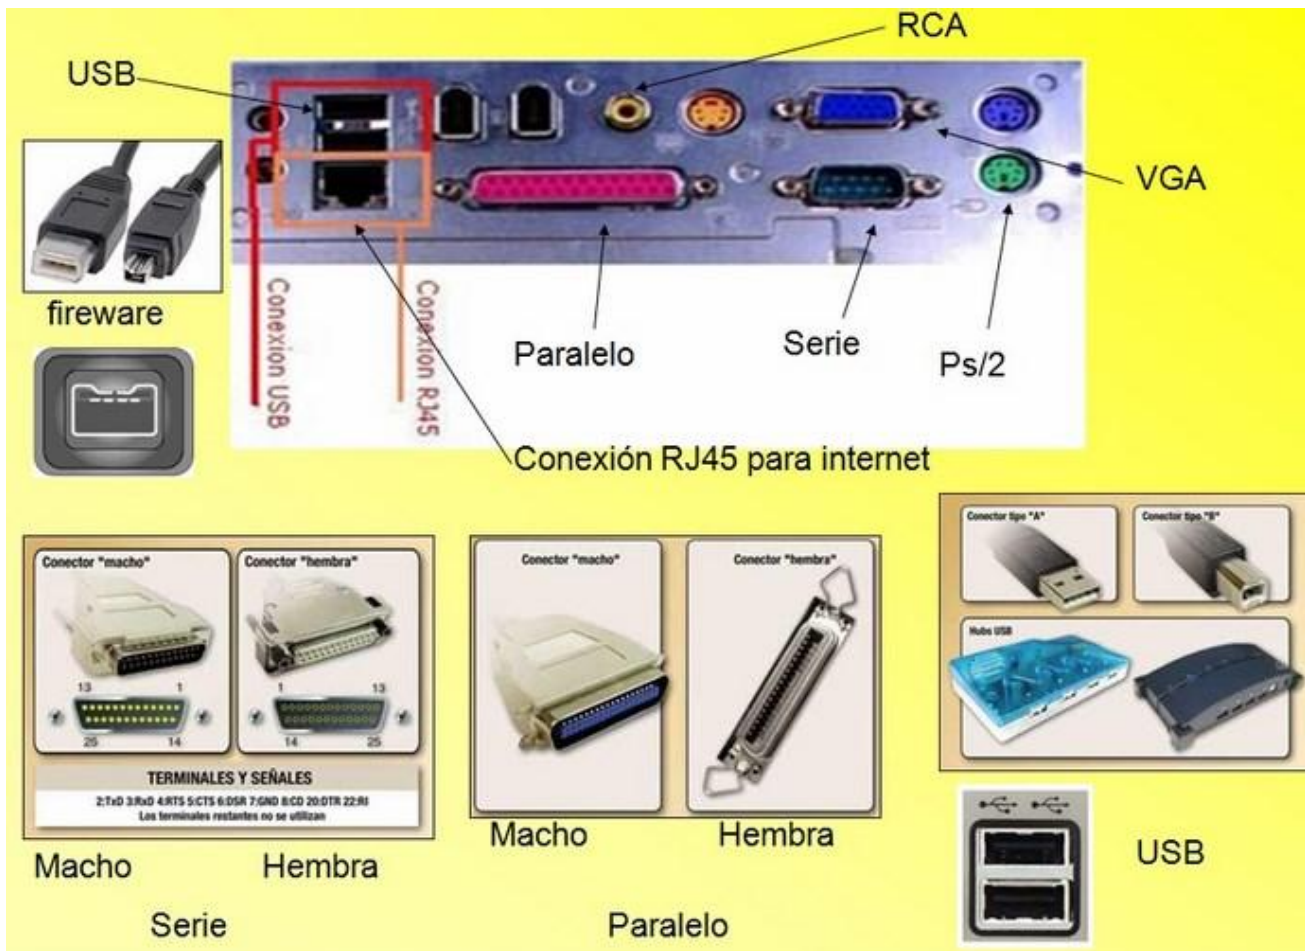 RCA
USB
VGA
fireware
Conexion USB
Conexion RJ45
Paralelo
Serie
Ps/2
Conexión RJ45 para internet
Conector "macho"
Conector "hembra"
13 1
1 13
25 14
14 25
TERMINALES Y SEÑALES
2:TxD 3:RxD 4:RTS 5:CTS 6:DSR 7:GND 8:CD 20:DTR 22:RI
Los terminales restantes no se utilizan
Macho
Hembra
Serie
Conector "macho"
Conector "hembra"
Macho
Hembra
Paralelo
Conector tipo "A"
Conector tipo "B"
Hubs USB
USB